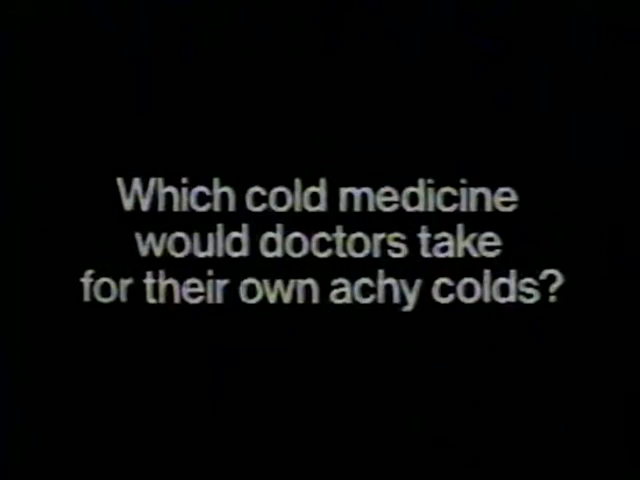 Which cold medicine
would doctors take
for their own achy colds?